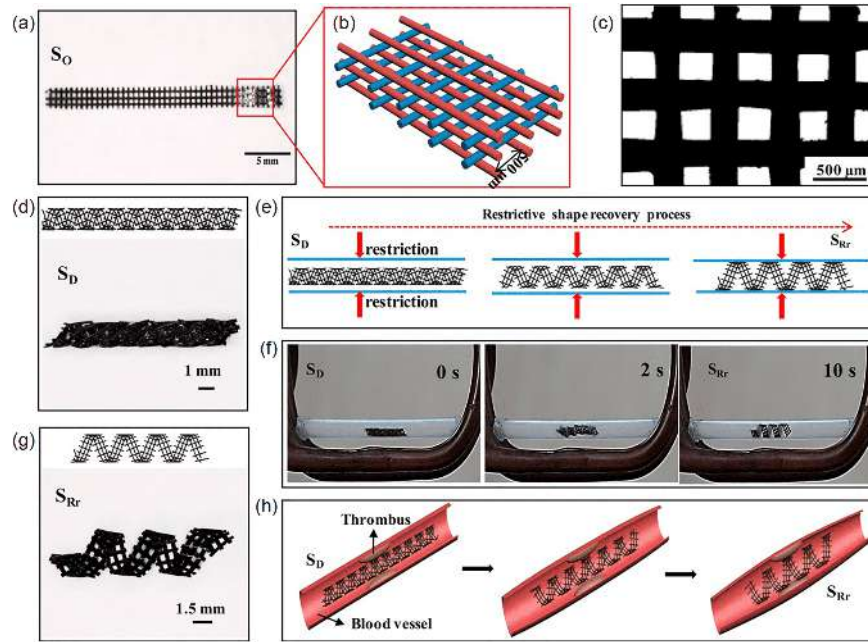 (a)
S_O
5 mm
(b)
500 μm
(c)
500 μm
(d)
S_D
1 mm
(e)
Restrictive shape recovery process
S_D
S_Rr
restriction
restriction
(f)
S_D
0 s
2 s
S_Rr
10 s
(g)
S_Rr
1.5 mm
(h)
Thrombus
S_D
Blood vessel
S_Rr